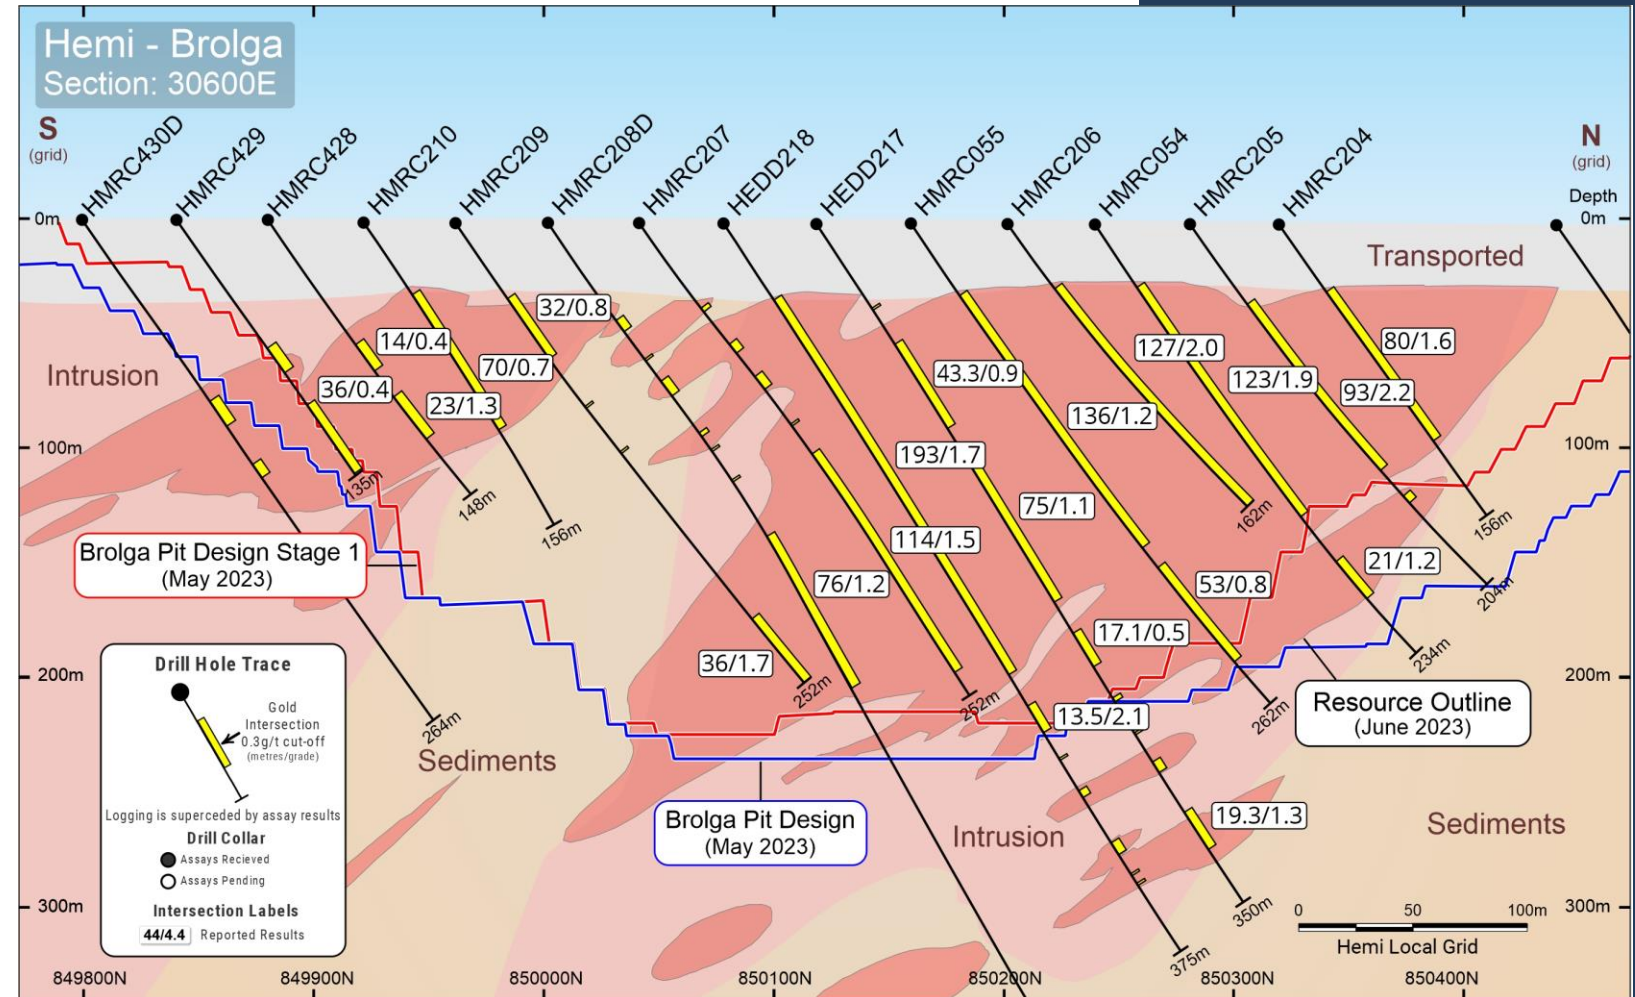 Hemi - Brolga
Section: 30600E
S
(grid)
N
(grid)
HMRC430D
HMRC429
HMRC428
HMRC210
HMRC209
HMRC208D
HMRC207
HEDD218
HEDD217
HMRC055
HMRC206
HMRC054
HMRC205
HMRC204
Depth
0m
0m
Transported
32/0.8
14/0.4
70/0.7
36/0.4
23/1.3
43.3/0.9
127/2.0
80/1.6
123/1.9
93/2.2
136/1.2
Intrusion
100m
100m
193/1.7
135m
148m
156m
75/1.1
162m
156m
114/1.5
Brolga Pit Design Stage 1
(May 2023)
76/1.2
53/0.8
21/1.2
204m
17.1/0.5
36/1.7
234m
200m
200m
252m
252m
262m
264m
13.5/2.1
Resource Outline
(June 2023)
Drill Hole Trace
Gold
Intersection
0.3g/t cut-off
(metres/grade)
Logging is superceded by assay results
Drill Collar
Assays Recieved
Assays Pending
Intersection Labels
44/4.4 Reported Results
Sediments
Brolga Pit Design
(May 2023)
Intrusion
19.3/1.3
Sediments
300m
300m
350m
375m
0 50 100m
Hemi Local Grid
849800N 849900N 850000N 850100N 850200N 850300N 850400N